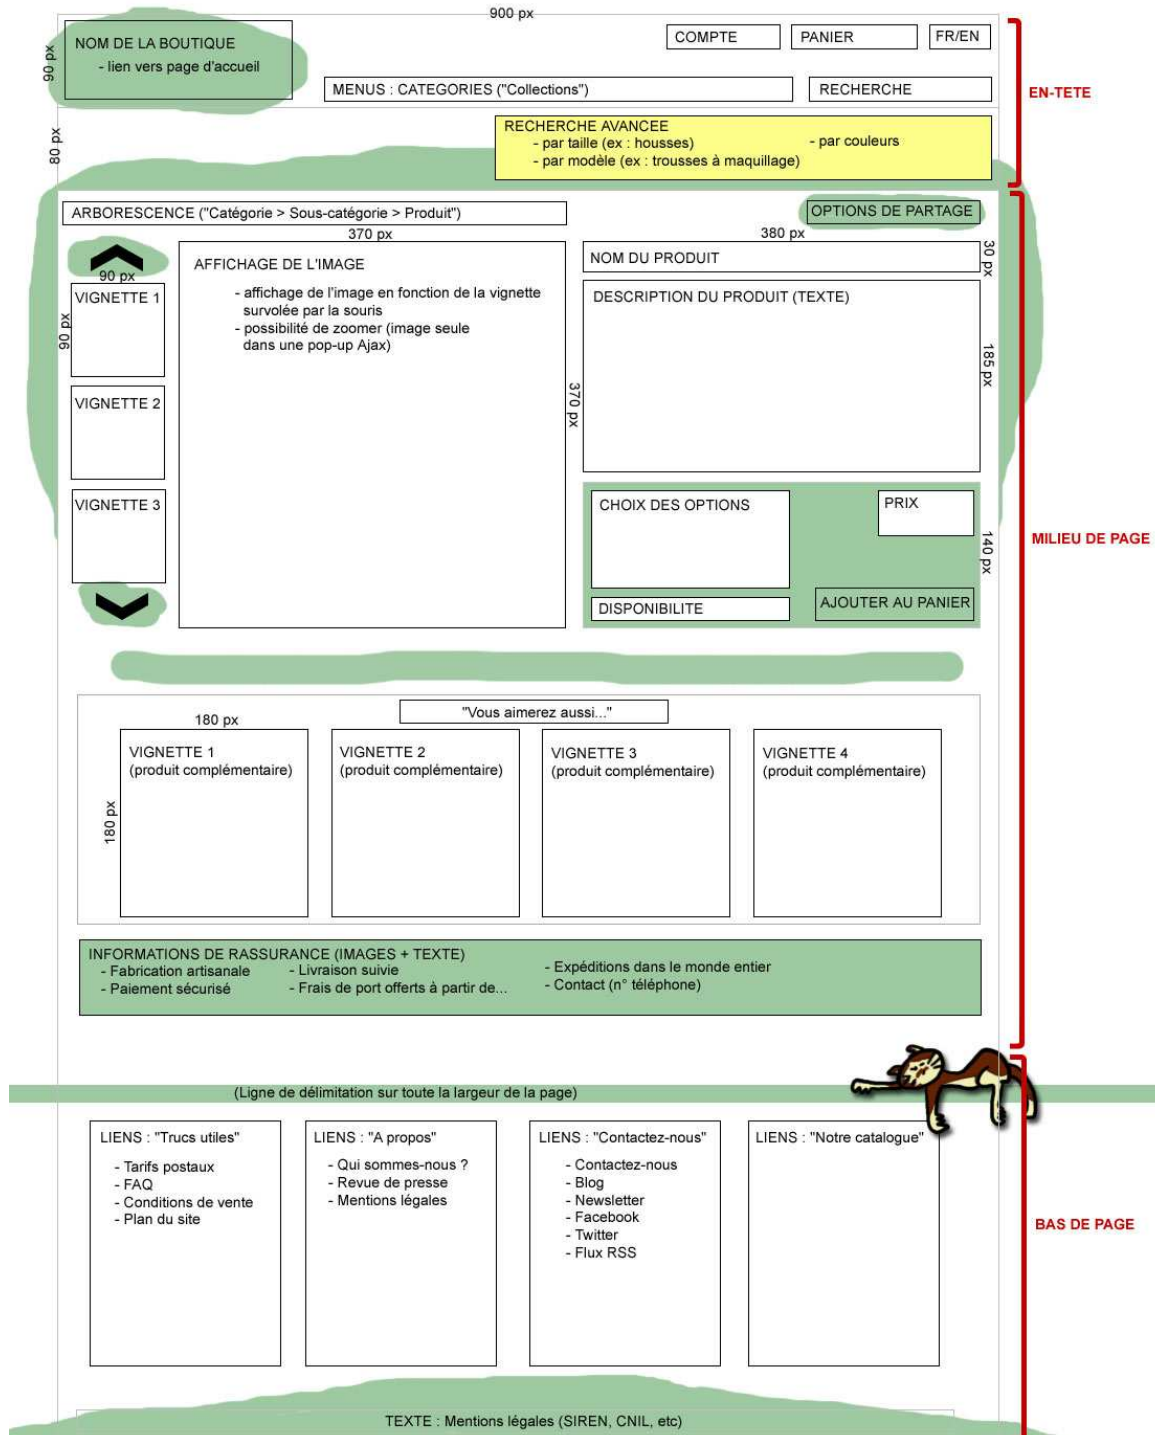 900 px
90 px
NOM DE LA BOUTIQUE
- lien vers page d'accueil
COMPTE
PANIER
FR/EN
MENUS : CATEGORIES ("Collections")
RECHERCHE
EN-TETE
80 px
RECHERCHE AVANCEE
- par taille (ex : housses)
- par couleurs
- par modèle (ex : trousses à maquillage)
ARBORESCENCE ("Catégorie > Sous-catégorie > Produit")
OPTIONS DE PARTAGE
370 px
380 px
90 px
90 px
VIGNETTE 1
VIGNETTE 2
VIGNETTE 3
AFFICHAGE DE L'IMAGE
- affichage de l'image en fonction de la vignette
survolée par la souris
- possibilité de zoomer (image seule
dans une pop-up Ajax)
370 px
NOM DU PRODUIT
30 px
DESCRIPTION DU PRODUIT (TEXTE)
185 px
CHOIX DES OPTIONS
PRIX
140 px
DISPONIBILITE
AJOUTER AU PANIER
MILIEU DE PAGE
"Vous aimerez aussi..."
180 px
180 px
VIGNETTE 1
(produit complémentaire)
VIGNETTE 2
(produit complémentaire)
VIGNETTE 3
(produit complémentaire)
VIGNETTE 4
(produit complémentaire)
INFORMATIONS DE RASSURANCE (IMAGES + TEXTE)
- Fabrication artisanale
- Livraison suivie
- Expéditions dans le monde entier
- Paiement sécurisé
- Frais de port offerts à partir de...
- Contact (n° téléphone)
(Ligne de délimitation sur toute la largeur de la page)
LIENS : "Trucs utiles"
- Tarifs postaux
- FAQ
- Conditions de vente
- Plan du site
LIENS : "A propos"
- Qui sommes-nous ?
- Revue de presse
- Mentions légales
LIENS : "Contactez-nous"
- Contactez-nous
- Blog
- Newsletter
- Facebook
- Twitter
- Flux RSS
LIENS : "Notre catalogue"
BAS DE PAGE
TEXTE : Mentions légales (SIREN, CNIL, etc)